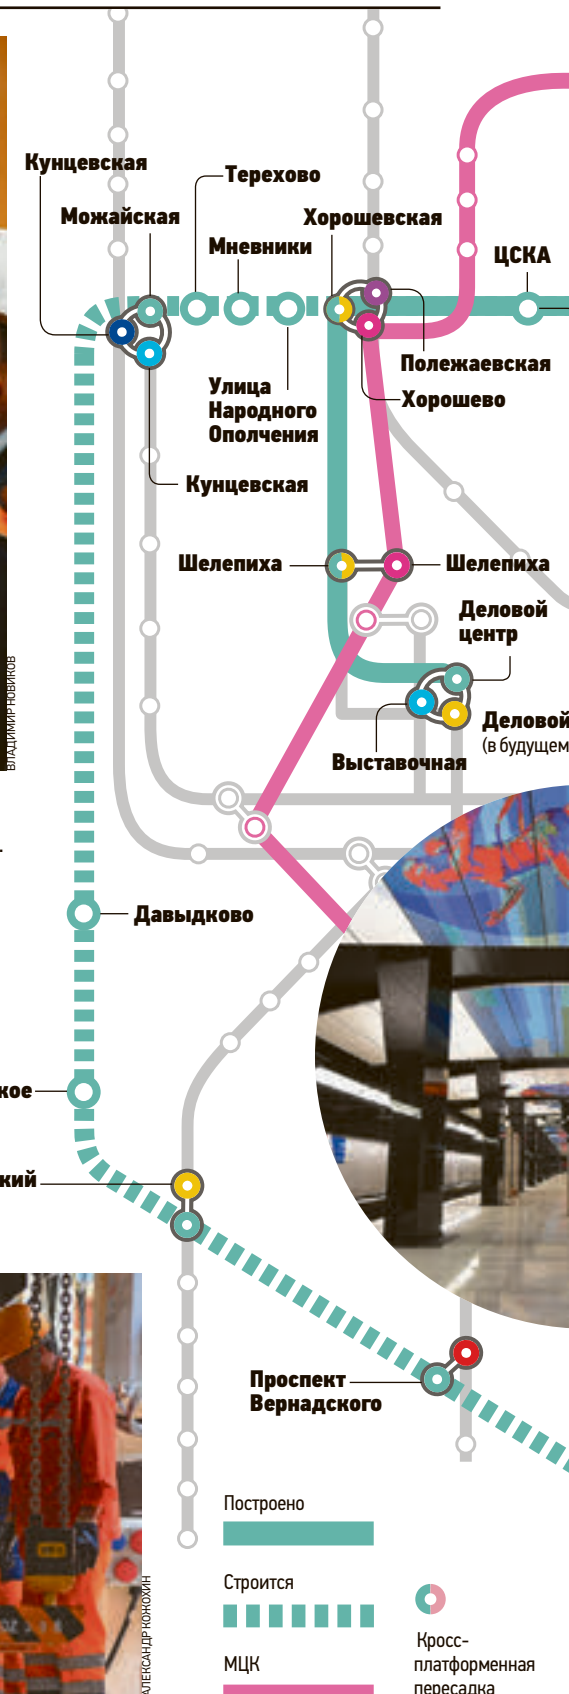 Кунцевская
Терехово
Можайская
Хорошевская
Мневники
ЦСКА
Полежаевская
Улица
Народного
Ополчения
Хорошево
Кунцевская
Шелепиха
Шелепиха
Деловой
центр
Деловой
(в будущем
Выставочная
ВЛАДИМИР НОВИКОВ
Давыдково
кое
кий
Проспект
Вернадского
Построено
Строится
МЦК
Кросс-
платформенная
пересадка
АЛЕКСАНДР КОЖОХИН